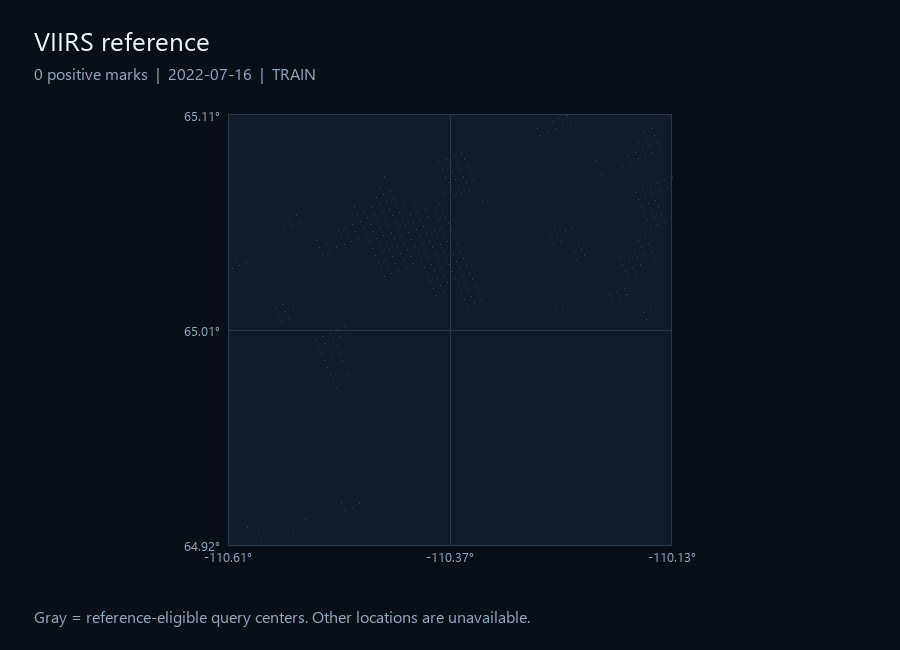 VIIRS reference
0 positive marks | 2022-07-16 | TRAIN
65.11°
65.01°
64.92°
-110.61°
-110.37°
-110.13°
Gray = reference-eligible query centers. Other locations are unavailable.